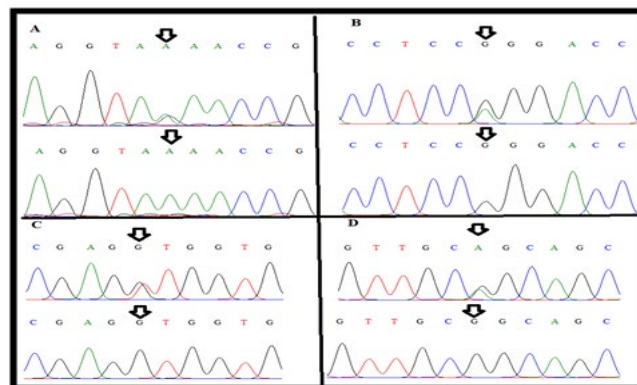 A
A G G T A A A A C C G
A G G T A A A A C C G
B
C C T C C G G G A C C
C C T C C G G G A C C
C
C G A G G T G G T G
C G A G G T G G T G
D
G T T G C A G C A G C
G T T G C G G C A G C